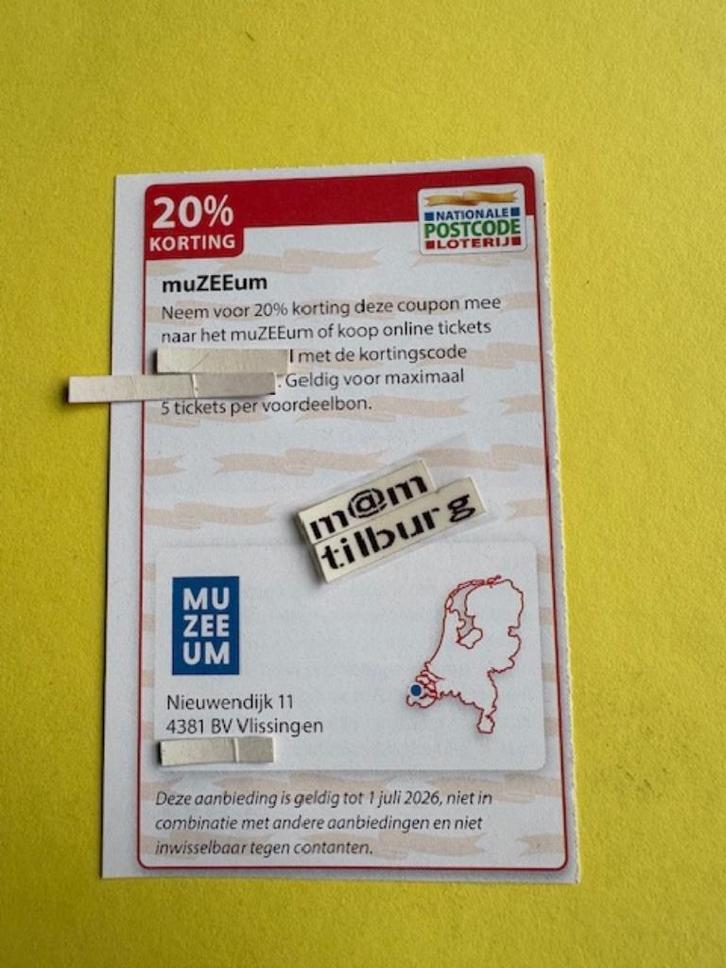 20%
KORTING
NATIONALE
POSTCODE
LOTERIJ
muZEEum
Neem voor 20% korting deze coupon mee
naar het muZEEum of koop online tickets
l met de kortingscode
. Geldig voor maximaal
5 tickets per voordeelbon.
m@m
tilburg
MU
ZEE
UM
Nieuwendijk 11
4381 BV Vlissingen
Deze aanbieding is geldig tot 1 juli 2026, niet in
combinatie met andere aanbiedingen en niet
inwisselbaar tegen contanten.